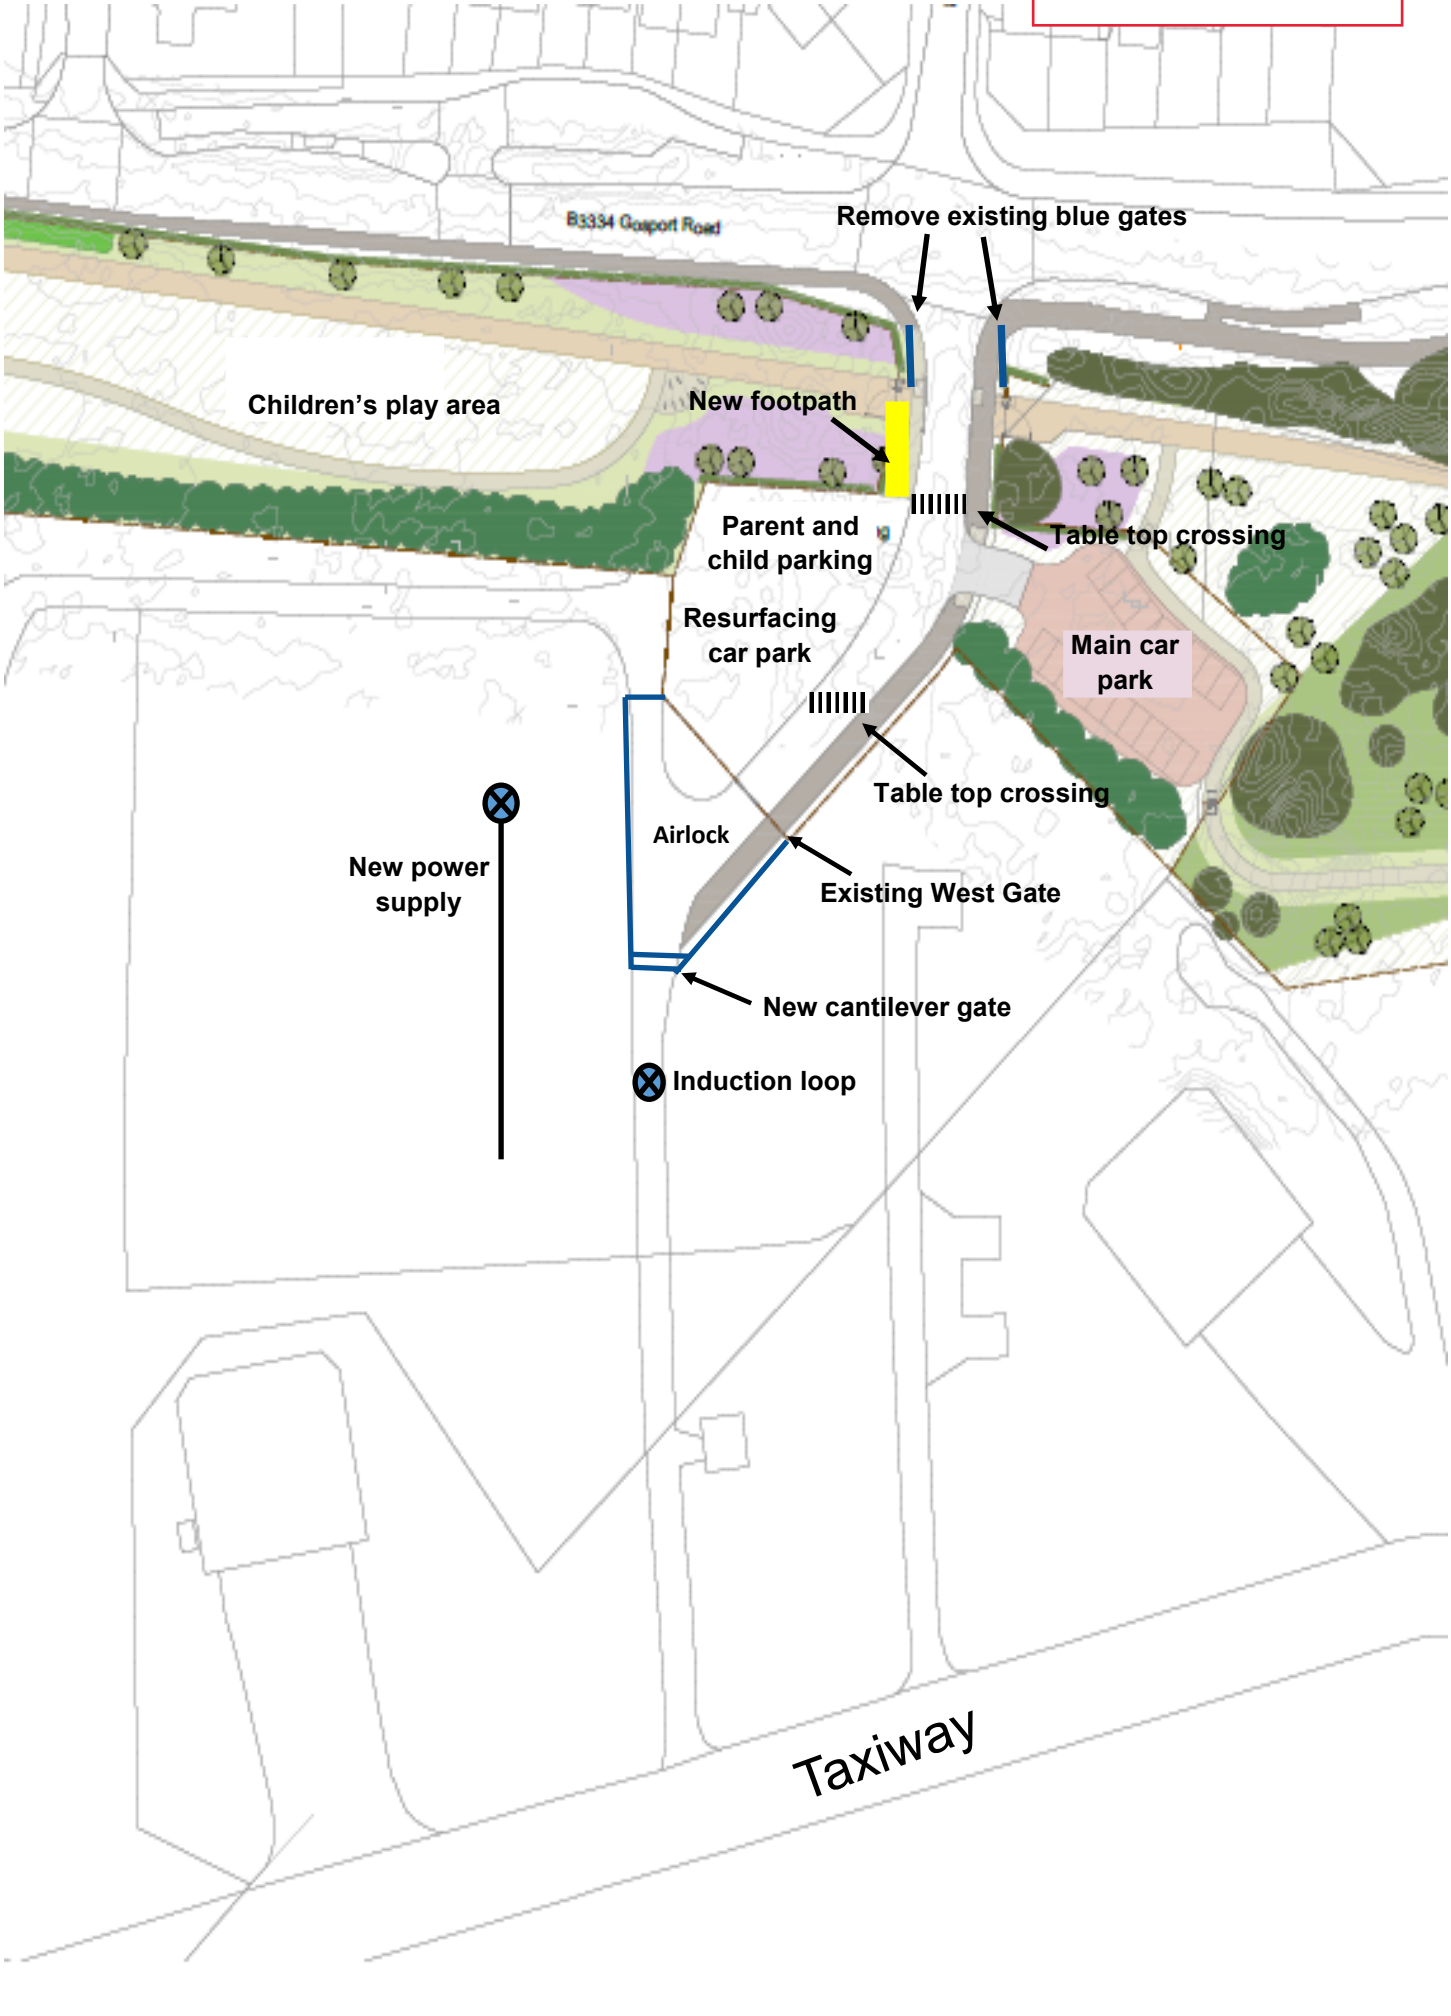 B3334 Gosport Road
Remove existing blue gates
Children's play area
New footpath
Parent and
child parking
Table top crossing
Resurfacing
car park
Main car
park
Table top crossing
Airlock
New power
supply
Existing West Gate
New cantilever gate
Induction loop
Taxiway